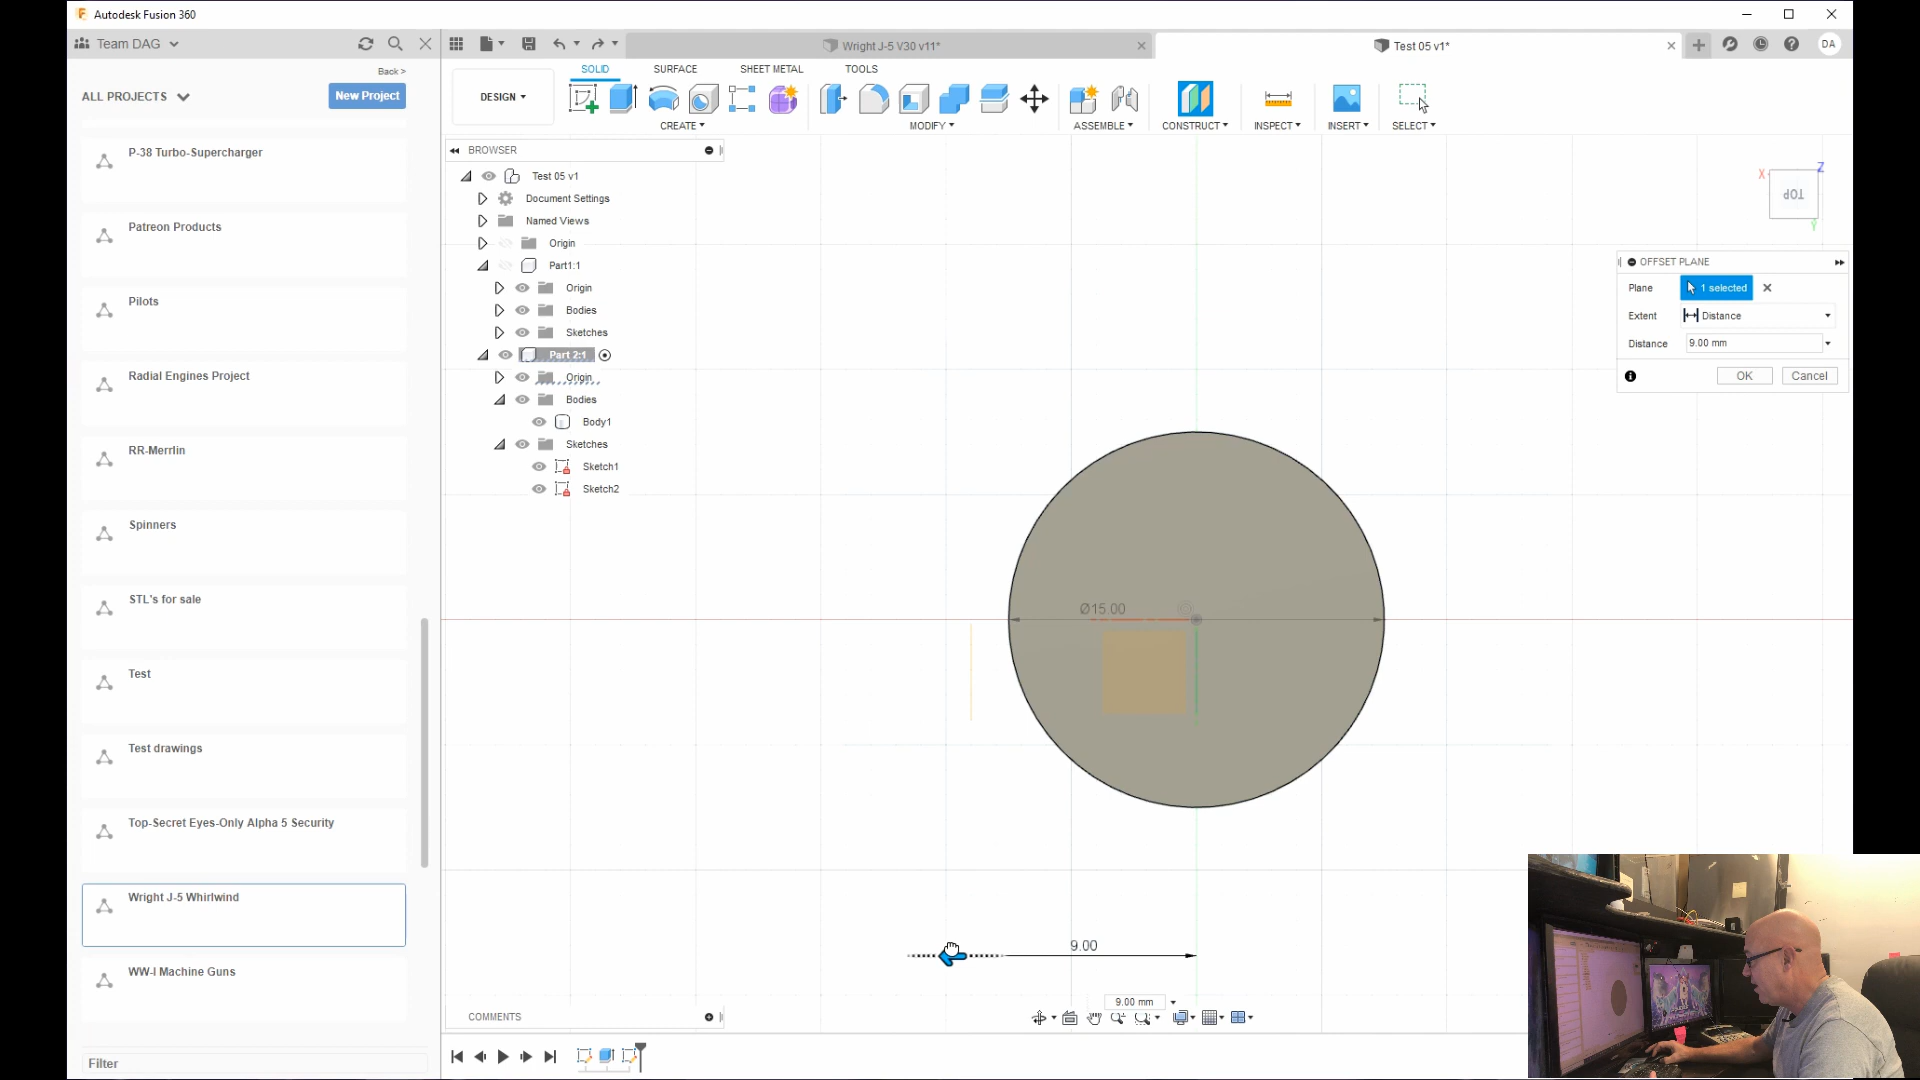 Autodesk Fusion 360
Team DAG
Wright J-5 V30 v11*
Test 05 v1*
DA
Back >
ALL PROJECTS
New Project
P-38 Turbo-Supercharger
Patreon Products
Pilots
Radial Engines Project
RR-Merrlin
Spinners
STL's for sale
Test
Test drawings
Top-Secret Eyes-Only Alpha 5 Security
Wright J-5 Whirlwind
WW-I Machine Guns
Filter
SOLID
SURFACE
SHEET METAL
TOOLS
DESIGN
CREATE
MODIFY
ASSEMBLE
CONSTRUCT
INSPECT
INSERT
SELECT
BROWSER
Test 05 v1
Document Settings
Named Views
Origin
Part1:1
Origin
Bodies
Sketches
Part 2:1
Origin
Bodies
Body1
Sketches
Sketch1
Sketch2
X
Z
TOP
Y
OFFSET PLANE
Plane
1 selected
Extent
Distance
Distance
9.00 mm
OK
Cancel
Ø15.00
9.00
9.00 mm
COMMENTS